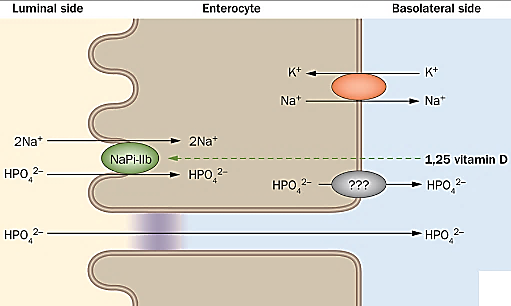 Luminal side Enterocyte Basolateral side
K⁺ K⁺
Na⁺ Na⁺
2Na⁺ 2Na⁺
NaPi-IIb 1,25 vitamin D
HPO₄²⁻ HPO₄²⁻ HPO₄²⁻ ??? HPO₄²⁻
HPO₄²⁻ HPO₄²⁻